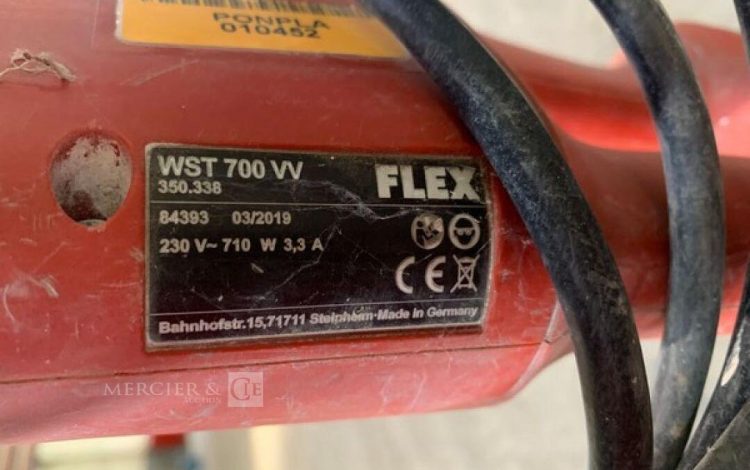 PONPLA
010452
WST 700 VV
FLEX
350.338
84393 03/2019
230 V~ 710 W 3,3 A
CE
Bahnhofstr.15,71711 Steinheim·Made in Germany
MERCIER & CIE
AUCTION